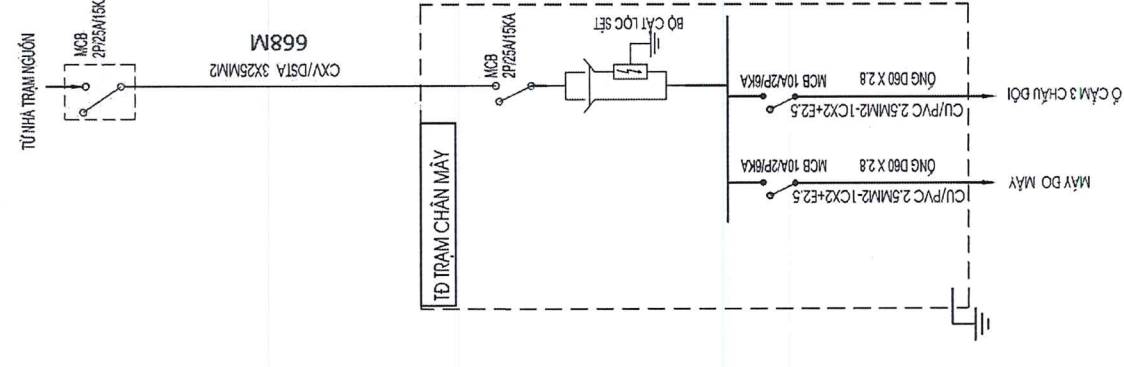 TỪ NHÀ TRẠM NGUỒN
MCB
2P/25A/15KA
668M
CXV/DSTA 3X25MM2
TĐ TRẠM CHÂN MÂY
MCB
2P/25A/15KA
BỘ CẮT LỌC SÉT
MCB 10A/2P/6KA
ỐNG D60 X 2.8
CU/PVC 2.5MM2-1CX2+E2.5
Ổ CẮM 3 CHẤU ĐÔI
MCB 10A/2P/6KA
ỐNG D60 X 2.8
CU/PVC 2.5MM2-1CX2+E2.5
MÁY ĐO MÂY